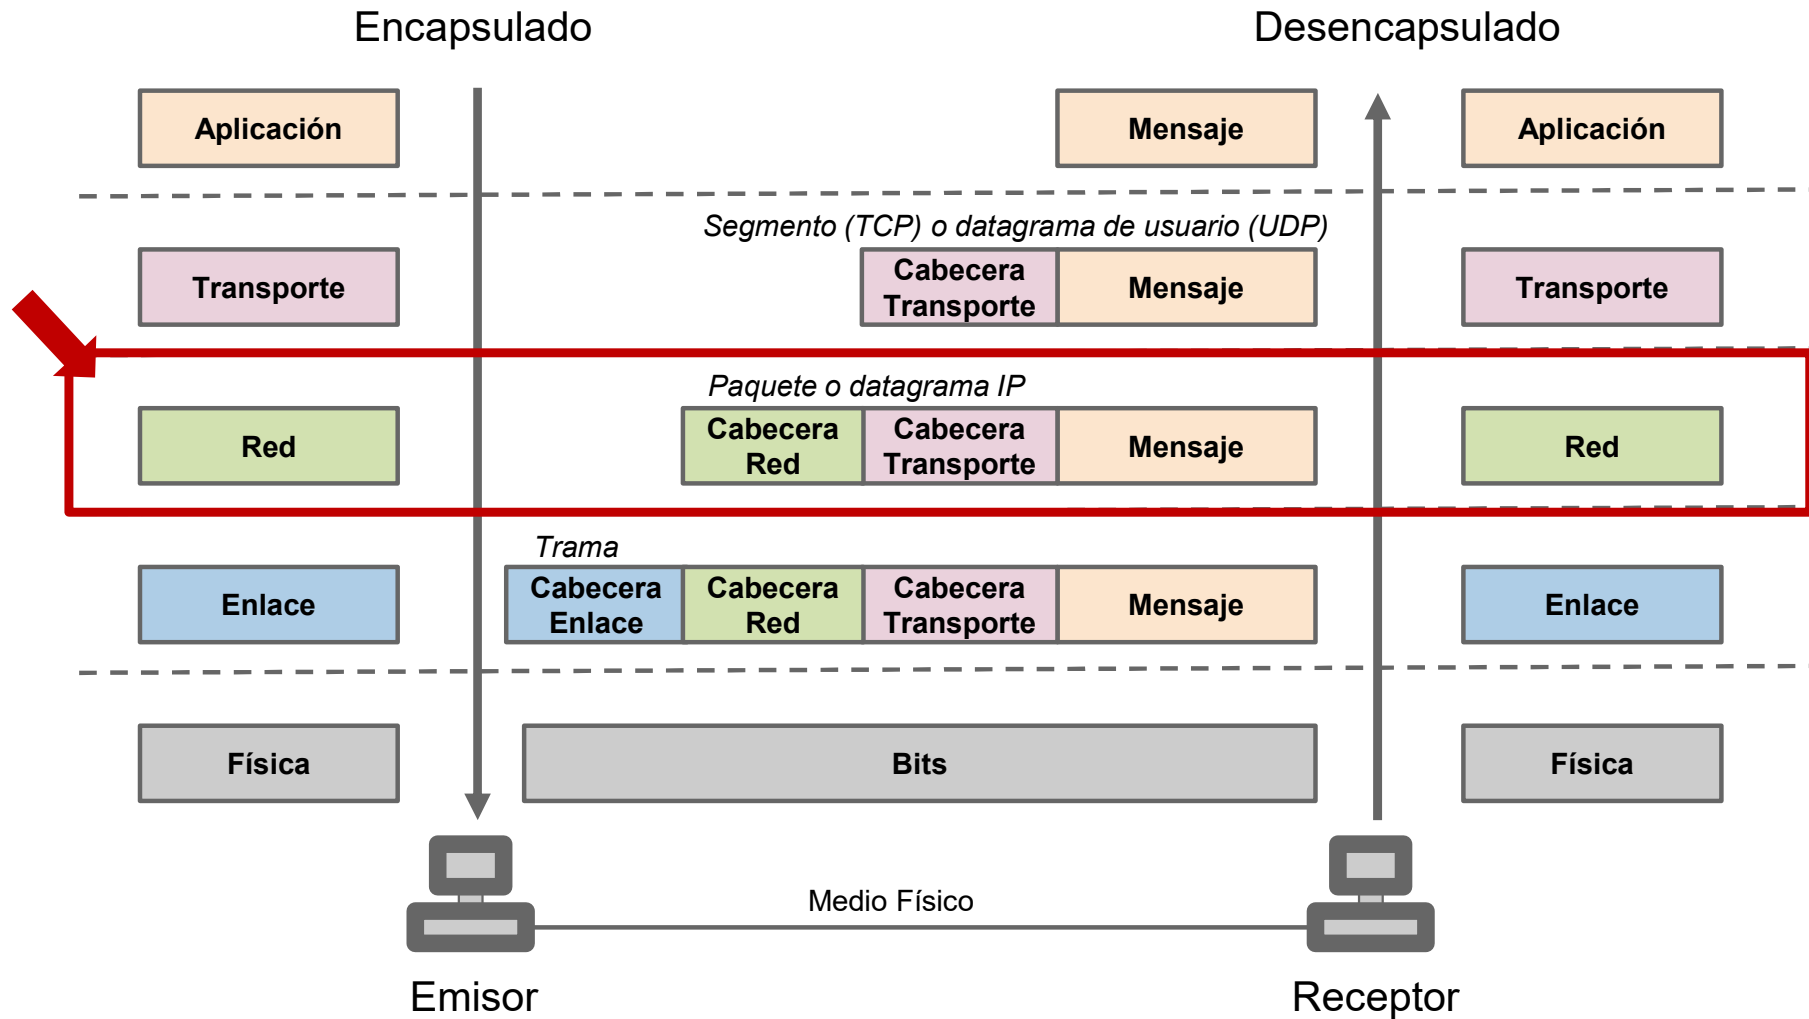 Encapsulado
Desencapsulado
Aplicación
Mensaje
Aplicación
Segmento (TCP) o datagrama de usuario (UDP)
Transporte
Cabecera
Transporte
Mensaje
Transporte
Paquete o datagrama IP
Red
Cabecera
Red
Cabecera
Transporte
Mensaje
Red
Trama
Enlace
Cabecera
Enlace
Cabecera
Red
Cabecera
Transporte
Mensaje
Enlace
Física
Bits
Física
Medio Físico
Emisor
Receptor